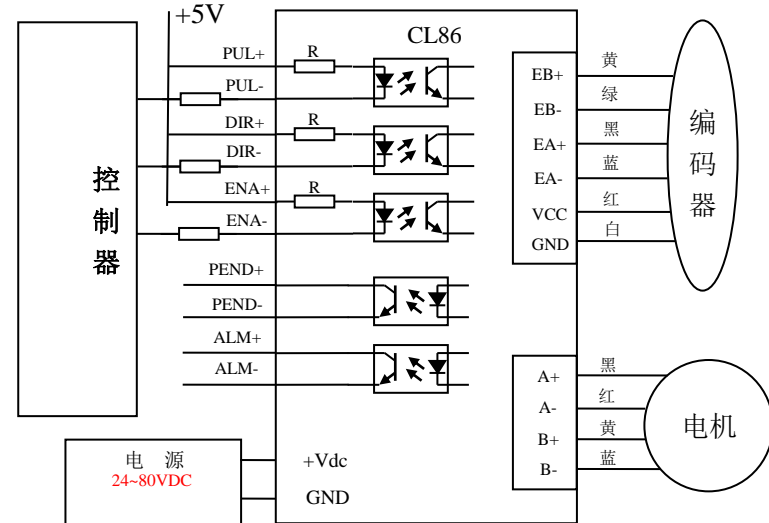 +5V
CL86
PUL+
R
PUL-
DIR+
R
DIR-
ENA+
R
ENA-
PEND+
PEND-
ALM+
ALM-
控
制
器
电 源
24~80VDC
+Vdc
GND
EB+
黄
EB-
绿
EA+
黑
EA-
蓝
VCC
红
GND
白
编
码
器
A+
黑
A-
红
B+
黄
B-
蓝
电机